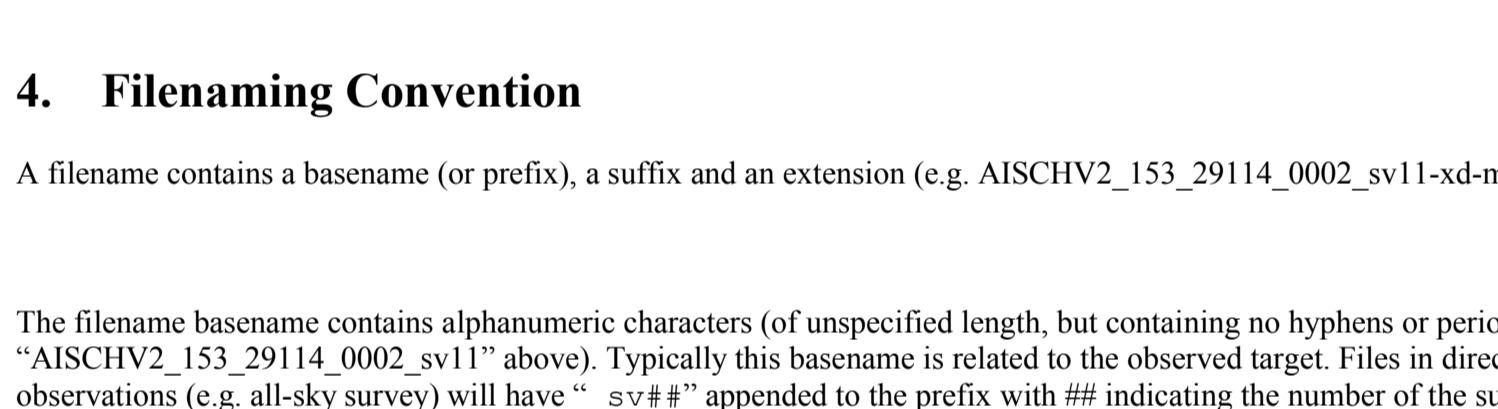 4. Filenaming Convention
A filename contains a basename (or prefix), a suffix and an extension (e.g. AISCHV2_153_29114_0002_sv11-xd-m
The filename basename contains alphanumeric characters (of unspecified length, but containing no hyphens or perio
“AISCHV2_153_29114_0002_sv11” above). Typically this basename is related to the observed target. Files in direc
observations (e.g. all-sky survey) will have “ sv##” appended to the prefix with ## indicating the number of the su